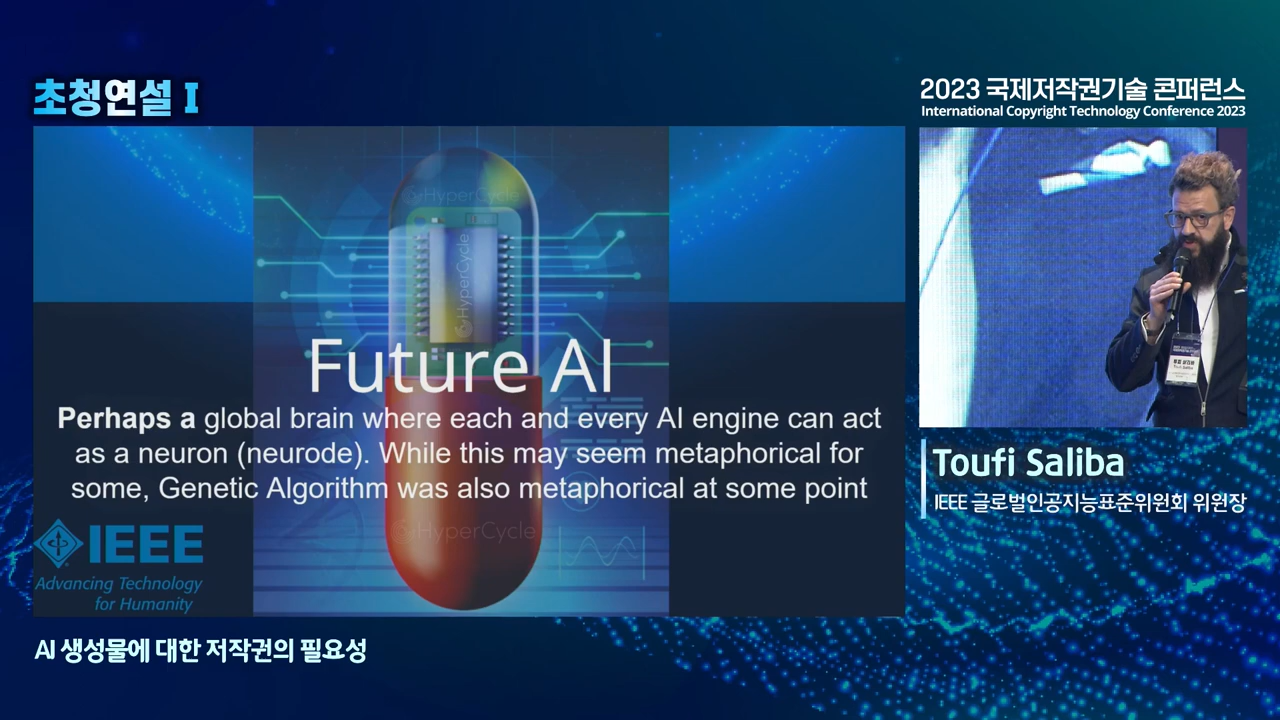 초청연설 I
2023 국제저작권기술 콘퍼런스
International Copyright Technology Conference 2023
HyperCycle
HyperCycle
Future AI
Perhaps a global brain where each and every AI engine can act
as a neuron (neurode). While this may seem metaphorical for
some, Genetic Algorithm was also metaphorical at some point
HyperCycle
IEEE
Advancing Technology
for Humanity
Toufi Saliba
IEEE 글로벌인공지능표준위원회 위원장
AI 생성물에 대한 저작권의 필요성